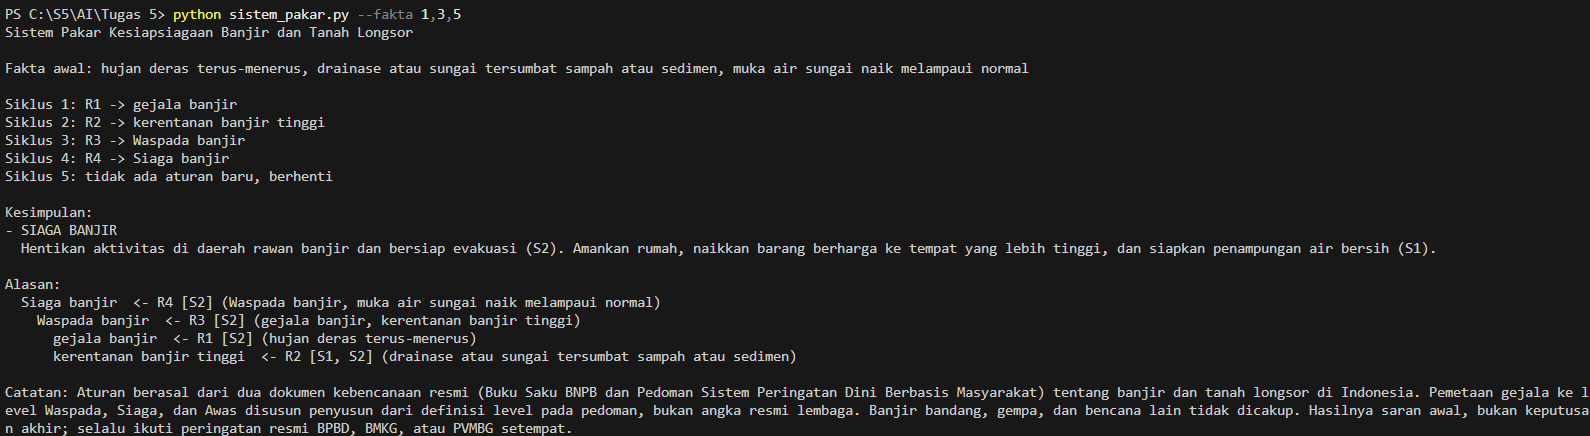 PS C:\S5\AI\Tugas 5> python sistem_pakar.py --fakta 1,3,5
Sistem Pakar Kesiapsiagaan Banjir dan Tanah Longsor
Fakta awal: hujan deras terus-menerus, drainase atau sungai tersumbat sampah atau sedimen, muka air sungai naik melampaui normal
Siklus 1: R1 -> gejala banjir
Siklus 2: R2 -> kerentanan banjir tinggi
Siklus 3: R3 -> Waspada banjir
Siklus 4: R4 -> Siaga banjir
Siklus 5: tidak ada aturan baru, berhenti
Kesimpulan:
- SIAGA BANJIR
Hentikan aktivitas di daerah rawan banjir dan bersiap evakuasi (S2). Amankan rumah, naikkan barang berharga ke tempat yang lebih tinggi, dan siapkan penampungan air bersih (S1).
Alasan:
Siaga banjir  <- R4 [S2] (Waspada banjir, muka air sungai naik melampaui normal)
Waspada banjir  <- R3 [S2] (gejala banjir, kerentanan banjir tinggi)
gejala banjir  <- R1 [S2] (hujan deras terus-menerus)
kerentanan banjir tinggi  <- R2 [S1, S2] (drainase atau sungai tersumbat sampah atau sedimen)
Catatan: Aturan berasal dari dua dokumen kebencanaan resmi (Buku Saku BNPB dan Pedoman Sistem Peringatan Dini Berbasis Masyarakat) tentang banjir dan tanah longsor di Indonesia. Pemetaan gejala ke l
evel Waspada, Siaga, dan Awas disusun penyusun dari definisi level pada pedoman, bukan angka resmi lembaga. Banjir bandang, gempa, dan bencana lain tidak dicakup. Hasilnya saran awal, bukan keputusa
n akhir; selalu ikuti peringatan resmi BPBD, BMKG, atau PVMBG setempat.